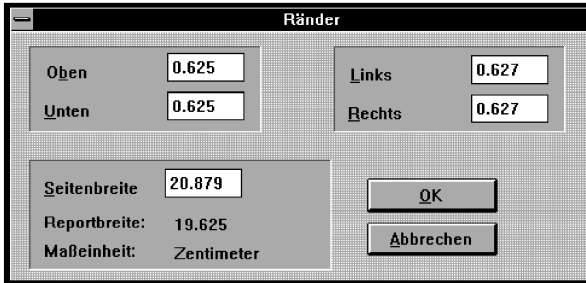 Ränder
Oben 0.625
Unten 0.625
Links 0.627
Rechts 0.627
Seitenbreite 20.879
Reportbreite: 19.625
Maßeinheit: Zentimeter
OK
Abbrechen